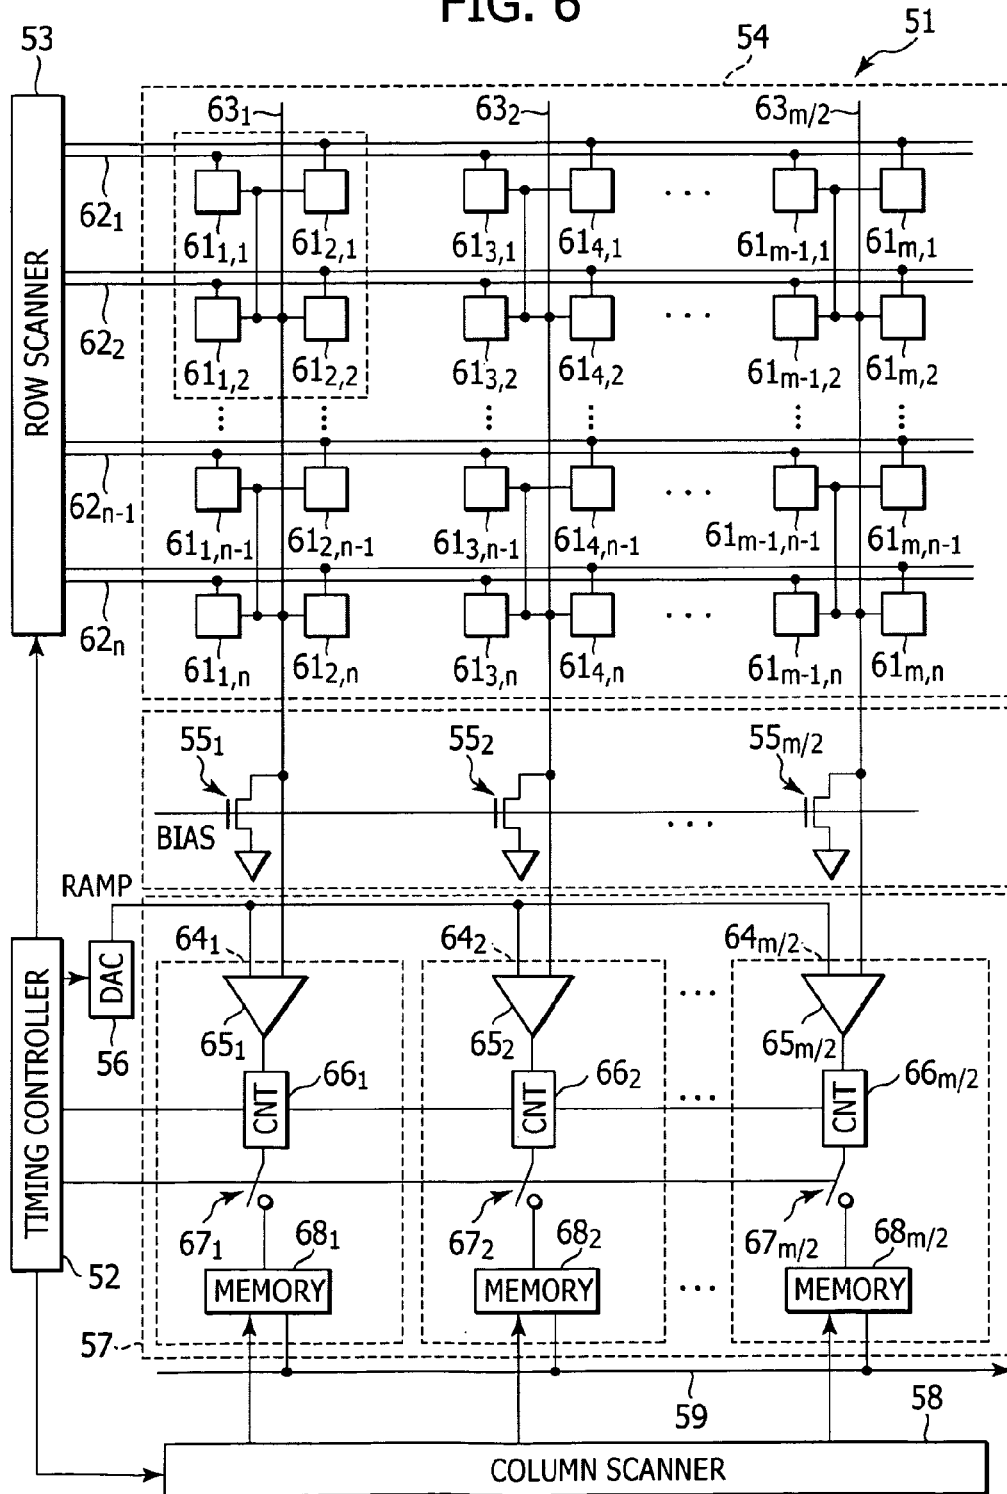 FIG. 6
53
54
51
63₁
63₂
63m/2
62₁
61₁,₁
61₂,₁
61₃,₁
61₄,₁
. . .
61m-1,1
61m,1
ROW SCANNER
62₂
61₁,₂
61₂,₂
61₃,₂
61₄,₂
. . .
61m-1,2
61m,2
62n-1
61₁,n-1
61₂,n-1
61₃,n-1
61₄,n-1
. . .
61m-1,n-1
61m,n-1
62n
61₁,n
61₂,n
61₃,n
61₄,n
. . .
61m-1,n
61m,n
55₁
55₂
55m/2
BIAS
. . .
RAMP
64₁
64₂
64m/2
TIMING CONTROLLER
DAC
56
65₁
65₂
65m/2
. . .
CNT
66₁
CNT
66₂
. . .
CNT
66m/2
67₁
67₂
67m/2
52
68₁
68₂
68m/2
MEMORY
MEMORY
. . .
MEMORY
57
59
58
COLUMN SCANNER